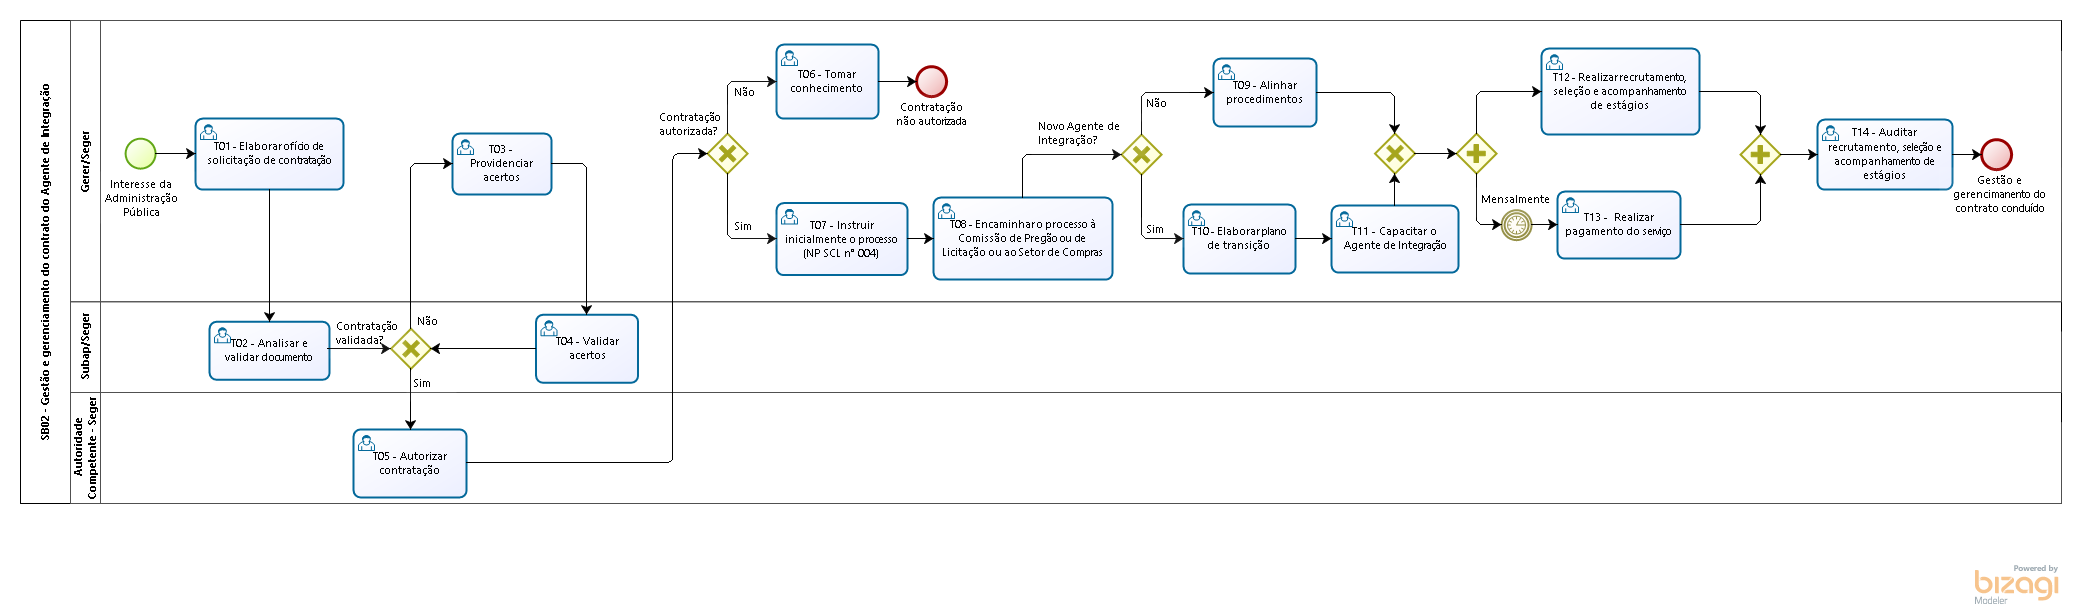 SB02 - Gestão e gerenciamento do contrato do Agente de Integração
Gerer/Seger
Interesse da
Administração
Pública
T01 - Elaborar ofício de
solicitação de contratação
T03 -
Providenciar
acertos
Contratação
autorizada?
Não
Sim
T06 - Tomar
conhecimento
Contratação
não autorizada
T07 - Instruir
inicialmente o processo
(NP SCL nº 004)
T08 - Encaminhar o processo à
Comissão de Pregão ou de
Licitação ou ao Setor de Compras
Novo Agente de
Integração?
Não
Sim
T09 - Alinhar
procedimentos
T10 - Elaborar plano
de transição
T11 - Capacitar o
Agente de Integração
T12 - Realizar recrutamento,
seleção e acompanhamento
de estágios
Mensalmente
T13 - Realizar
pagamento do serviço
T14 - Auditar
recrutamento, seleção e
acompanhamento de
estágios
Gestão e
gerencimanento do
contrato concluído
Subap/Seger
T02 - Analisar e
validar documento
Contratação
validada?
Não
Sim
T04 - Validar
acertos
Autoridade
Competente - Seger
T05 - Autorizar
contratação
Powered by
bizagi
Modeler